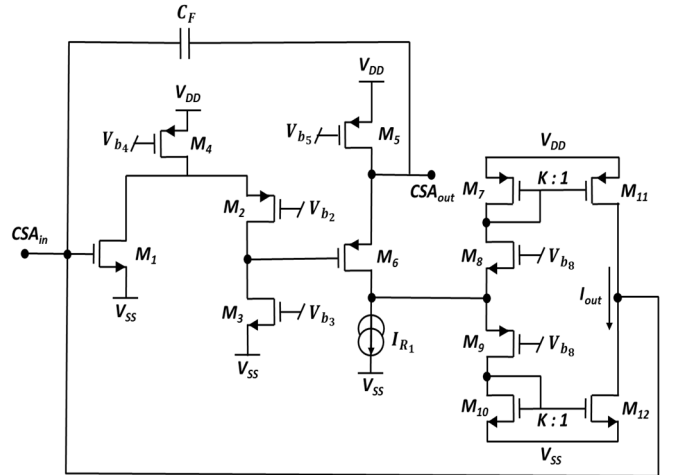 C_F
V_DD
V_DD
V_b4
M_4
V_b5
M_5
V_DD
M_7
K : 1
M_11
CSA_out
M_2
V_b2
CSA_in
M_1
M_6
M_8
V_b8
I_out
V_SS
M_3
V_b3
I_R1
M_9
V_b8
V_SS
V_SS
M_10
K : 1
M_12
V_SS